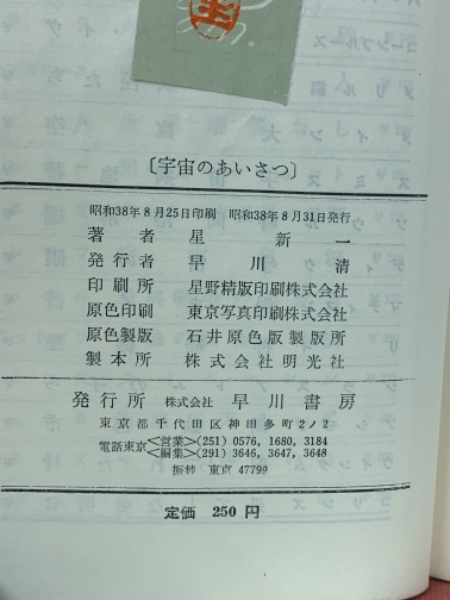 〔宇宙のあいさつ〕
昭和38年8月25日印刷 昭和38年8月31日発行
著者 星新一
発行者 早川清
印刷所 星野精版印刷株式会社
原色印刷 東京写真印刷株式会社
原色製版 石井原色版製版所
製本所 株式会社明光社
発行所 株式会社 早川書房
東京都千代田区神田多町2ノ2
電話東京<営業>(251) 0576, 1680, 3184
<編集>(291) 3646, 3647, 3648
振替 東京 47799
定価 250円